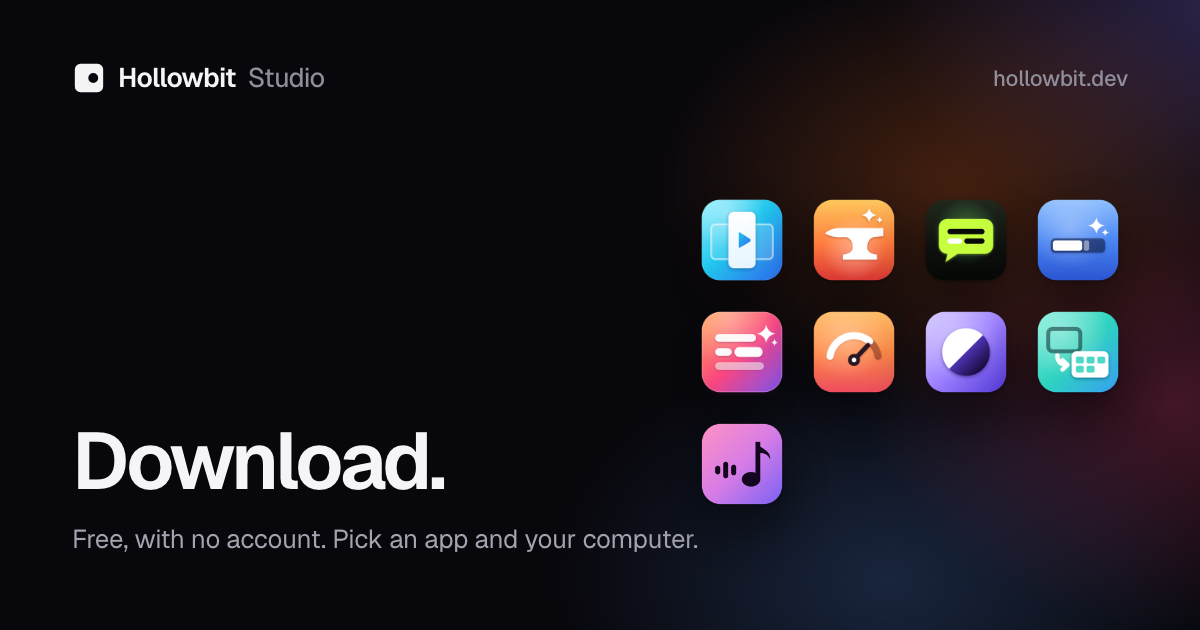 Hollowbit Studio
hollowbit.dev
Download.
Free, with no account. Pick an app and your computer.